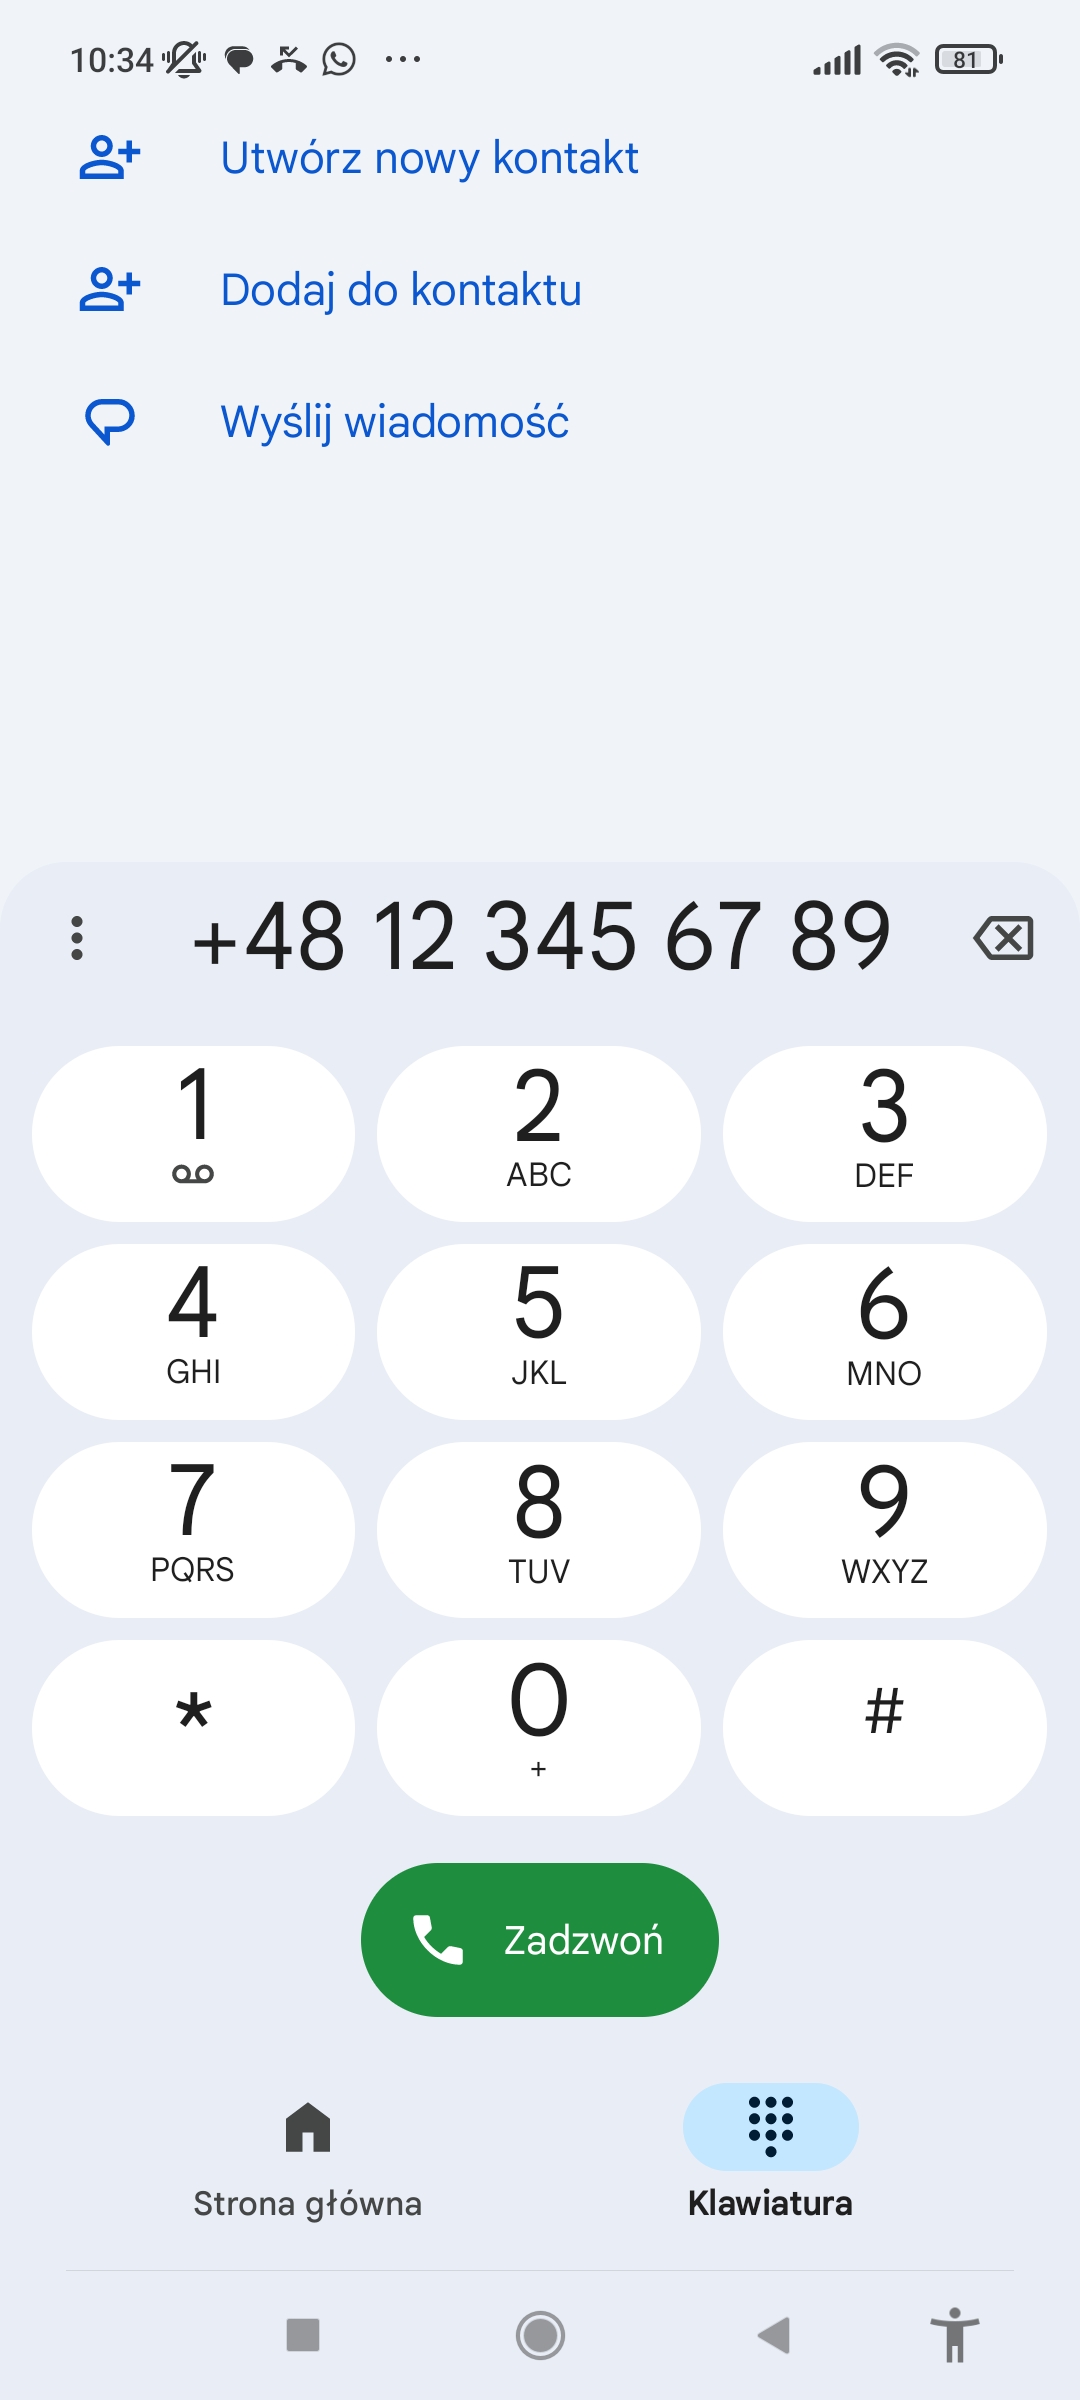 10:34 81
Utwórz nowy kontakt
Dodaj do kontaktu
Wyślij wiadomość
+48 12 345 67 89
1 2 3
ABC DEF
4 5 6
GHI JKL MNO
7 8 9
PQRS TUV WXYZ
* 0 #
+
Zadzwoń
Strona główna Klawiatura